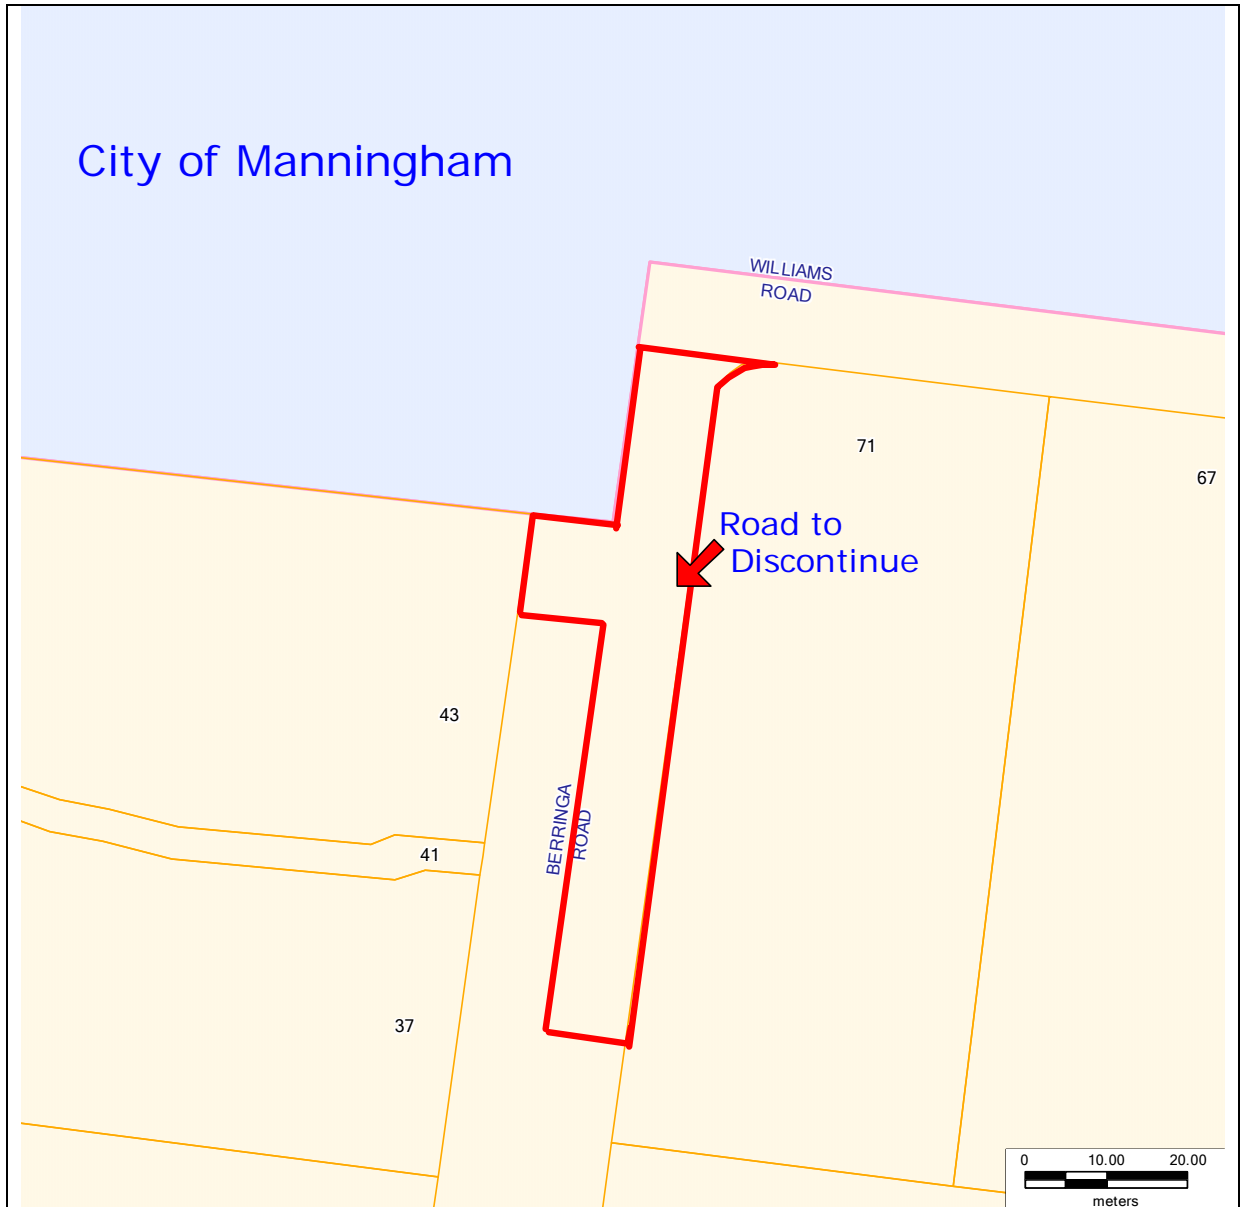 City of Manningham
WILLIAMS
ROAD
71
67
Road to
Discontinue
43
BERRINGA
ROAD
41
37
0 10.00 20.00
meters